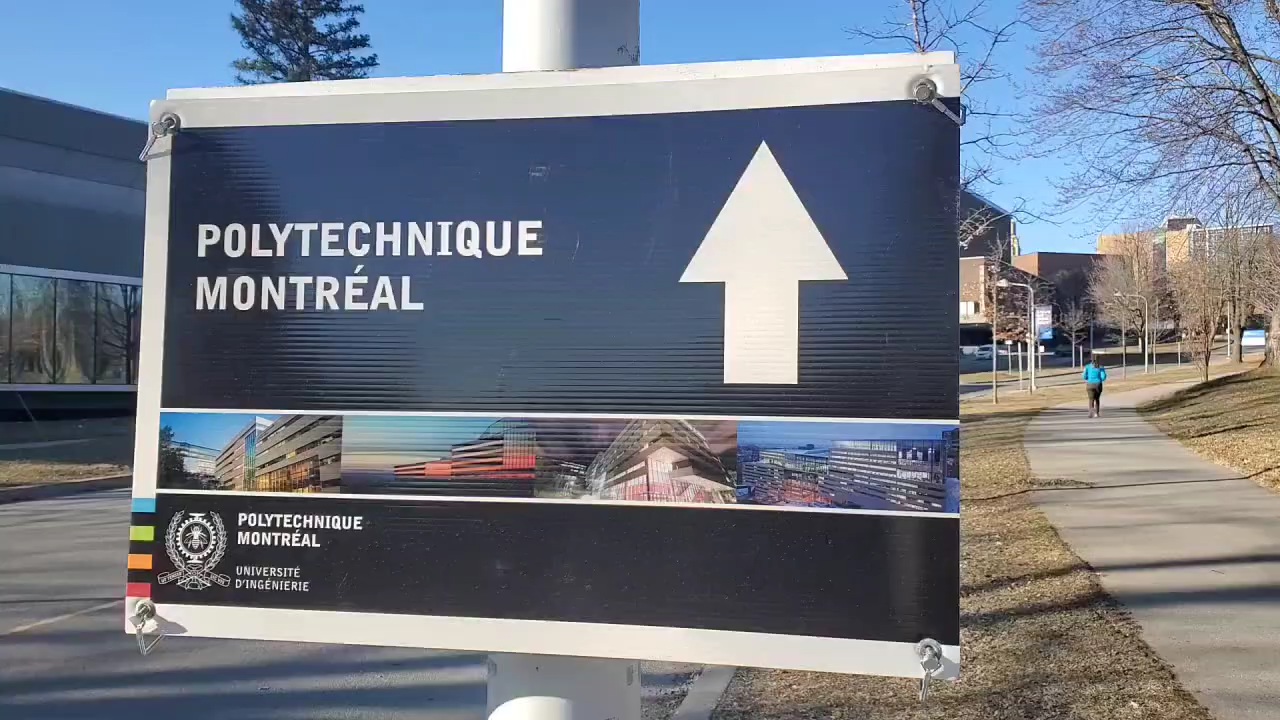 POLYTECHNIQUE
MONTRÉAL
POLYTECHNIQUE
MONTRÉAL
UNIVERSITÉ
D'INGÉNIERIE